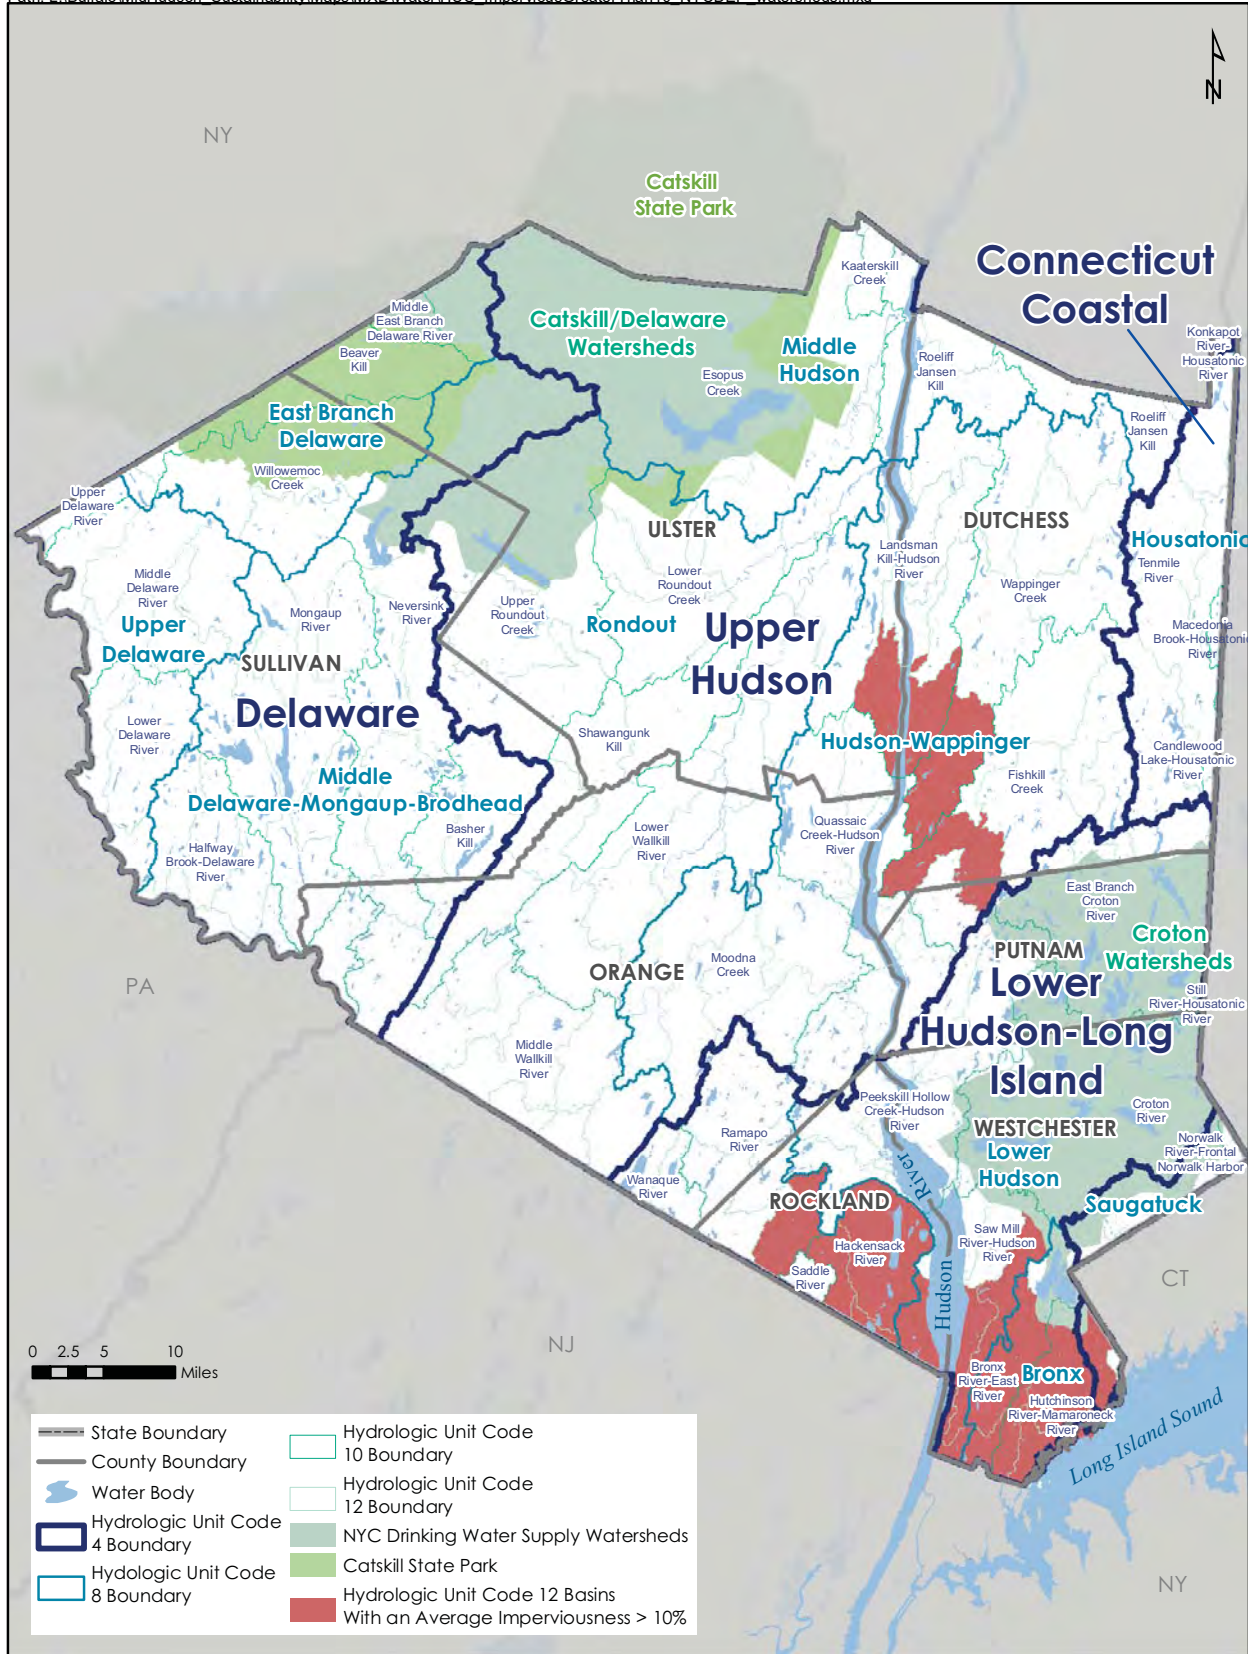 NY
Catskill
State Park
N
Kaaterskill
Creek
Connecticut
Coastal
Middle
East Branch
Delaware River
Beaver
Kill
Catskill/Delaware
Watersheds
Middle
Hudson
Esopus
Creek
Roeliff
Jansen
Kill
Konkapot
River-
Housatonic
River
East Branch
Delaware
Roeliff
Jansen
Kill
Willowemoc
Creek
Upper
Delaware
River
ULSTER
DUTCHESS
Housatonic
Tenmile
River
Landsman
Kill-Hudson
River
Middle
Delaware
River
Lower
Roundout
Creek
Wappinger
Creek
Mongaup
River
Neversink
River
Upper
Roundout
Creek
Upper
Delaware
Rondout
Upper
Hudson
Macedonia
Brook-Housatonic
River
SULLIVAN
Delaware
Lower
Delaware
River
Shawangunk
Kill
Hudson-Wappinger
Candlewood
Lake-Housatonic
River
Middle
Delaware-Mongaup-Brodhead
Fishkill
Creek
Basher
Kill
Lower
Wallkill
River
Quassaic
Creek-Hudson
River
Halfway
Brook-Delaware
River
East Branch
Croton
River
PUTNAM
Croton
Watersheds
PA
ORANGE
Moodna
Creek
Lower
Hudson-Long
Island
Still
River-Housatonic
River
Middle
Wallkill
River
Peekskill Hollow
Creek-Hudson
River
Croton
River
WESTCHESTER
Ramapo
River
Lower
Hudson
Norwalk
River-Frontal
Norwalk Harbor
Wanaque
River
River
ROCKLAND
Saugatuck
Saw Mill
River-Hudson
River
Hackensack
River
Saddle
River
Hudson
CT
NJ
0 2.5 5 10
Miles
Bronx
River-East
River
Bronx
Hutchinson
River-Mamaroneck
River
Long Island Sound
State Boundary
County Boundary
Water Body
Hydrologic Unit Code
4 Boundary
Hydologic Unit Code
8 Boundary
Hydrologic Unit Code
10 Boundary
Hydrologic Unit Code
12 Boundary
NYC Drinking Water Supply Watersheds
Catskill State Park
Hydrologic Unit Code 12 Basins
With an Average Imperviousness > 10%
NY